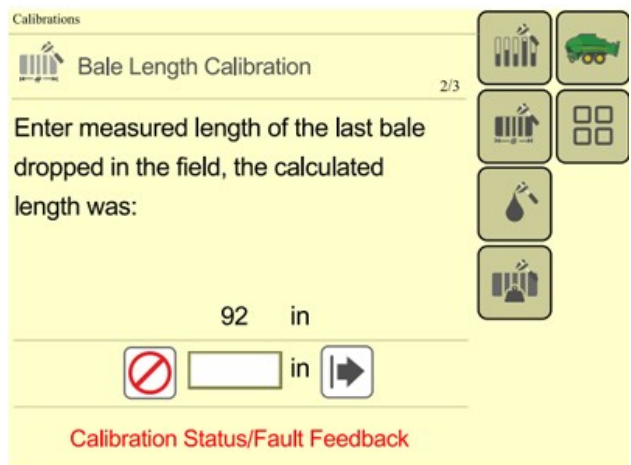 Calibrations
Bale Length Calibration
2/3
Enter measured length of the last bale
dropped in the field, the calculated
length was:
92 in
in
Calibration Status/Fault Feedback